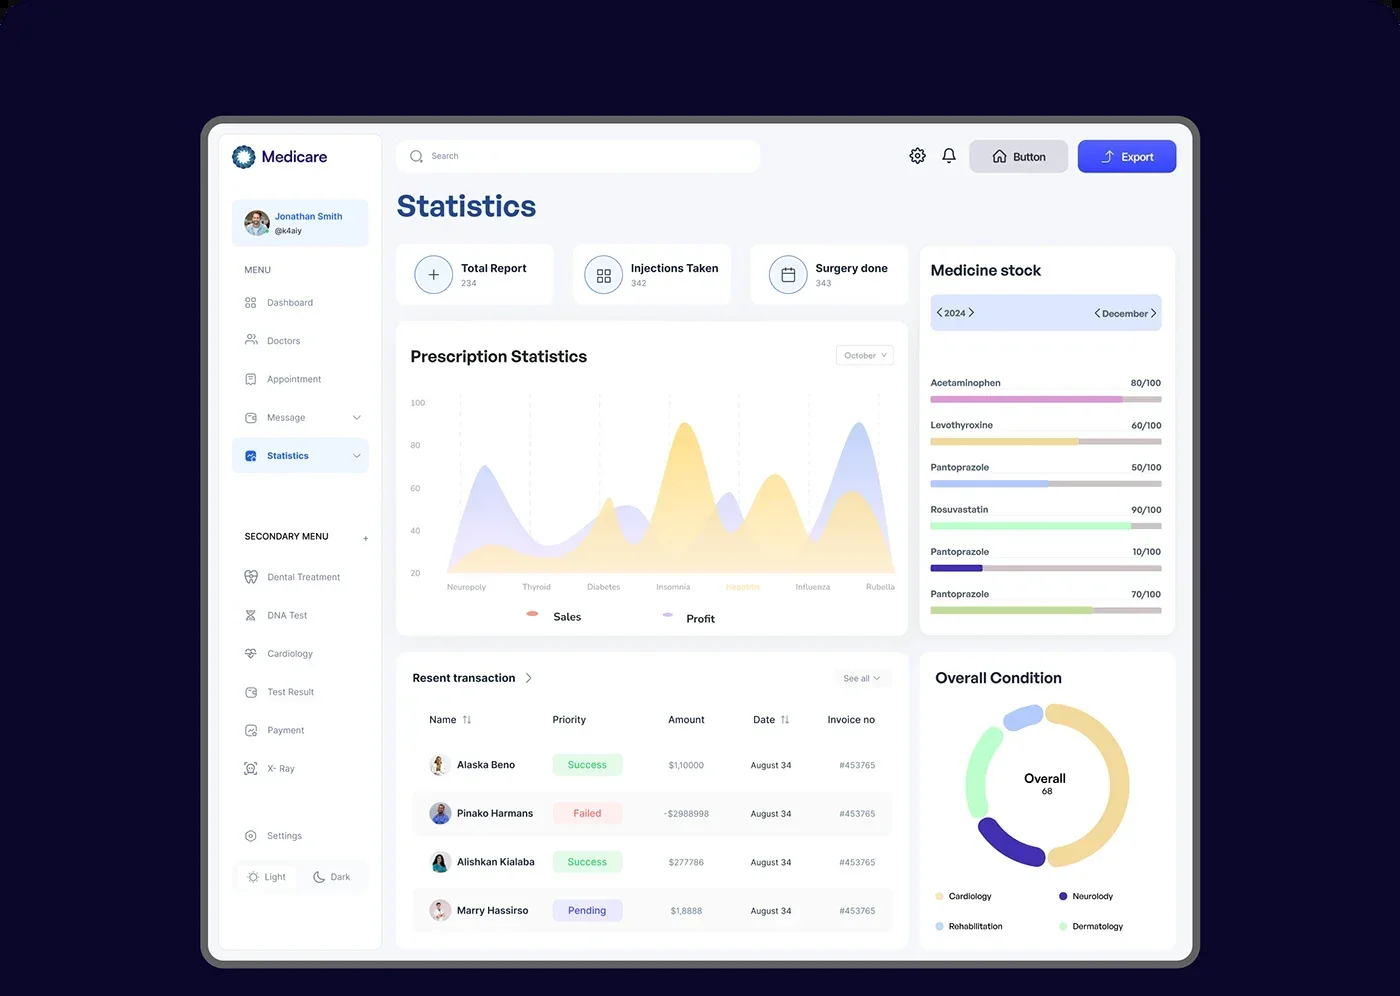 Medicare
Search
Button
Export
Statistics
Jonathan Smith
@k4aiy
MENU
Dashboard
Doctors
Appointment
Message
Statistics
SECONDARY MENU +
Dental Treatment
DNA Test
Cardiology
Test Result
Payment
X- Ray
Settings
Light
Dark
Total Report
234
Injections Taken
342
Surgery done
343
Prescription Statistics
October
100
80
60
40
20
Neuropoly Thyroid Diabetes Insomnia Hepatitis Influenza Rubella
Sales
Profit
Medicine stock
<2024> <December>
Acetaminophen 80/100
Levothyroxine 60/100
Pantoprazole 50/100
Rosuvastatin 90/100
Pantoprazole 10/100
Pantoprazole 70/100
Resent transaction >
See all
Name Priority Amount Date Invoice no
Alaska Beno Success $1,10000 August 34 #453765
Pinako Harmans Failed -$2988998 August 34 #453765
Alishkan Kialaba Success $277786 August 34 #453765
Marry Hassirso Pending $1,8888 August 34 #453765
Overall Condition
Overall
68
Cardiology Neurolody
Rehabilitation Dermatology